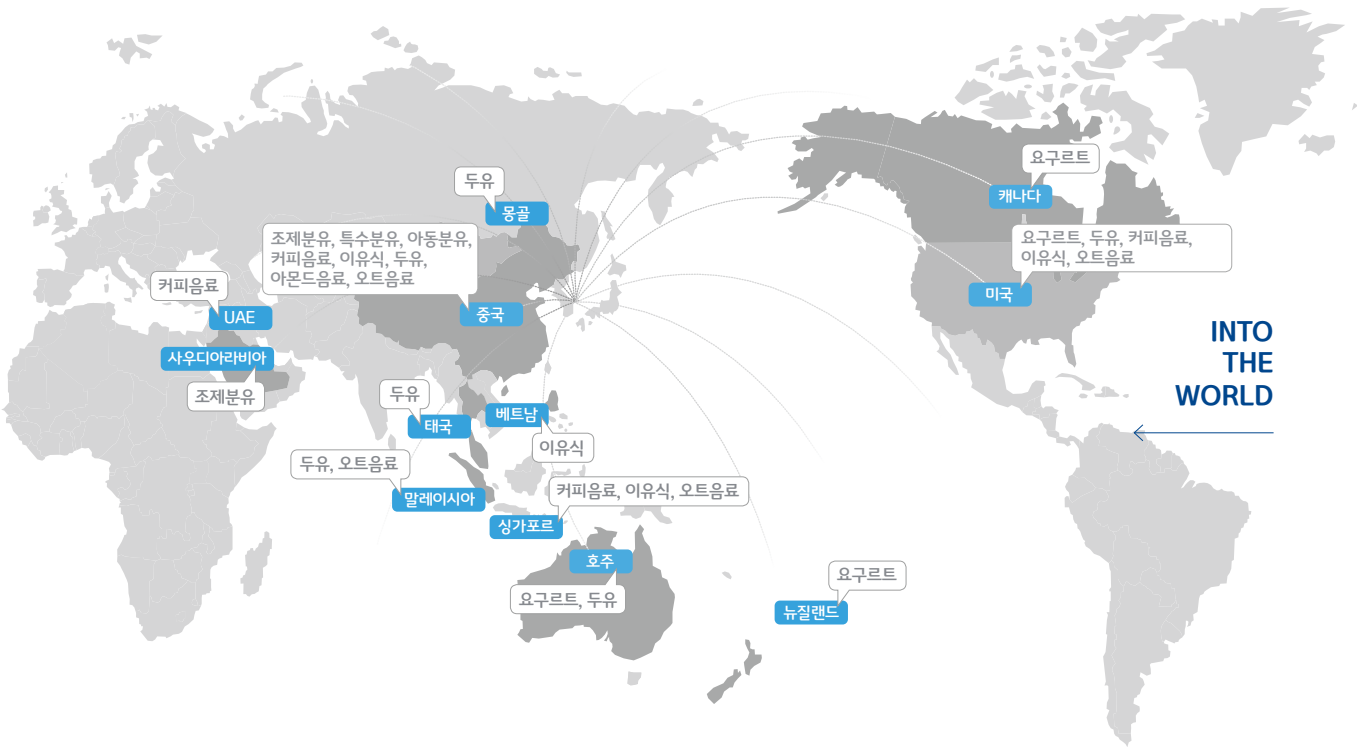 요구르트
캐나다
두유
몽골
조제분유, 특수분유, 아동분유,
커피음료, 이유식, 두유,
아몬드음료, 오트음료
중국
요구르트, 두유, 커피음료,
이유식, 오트음료
미국
커피음료
UAE
INTO
THE
WORLD
사우디아라비아
조제분유
두유
태국
베트남
이유식
두유, 오트음료
말레이시아
커피음료, 이유식, 오트음료
싱가포르
호주
요구르트, 두유
요구르트
뉴질랜드